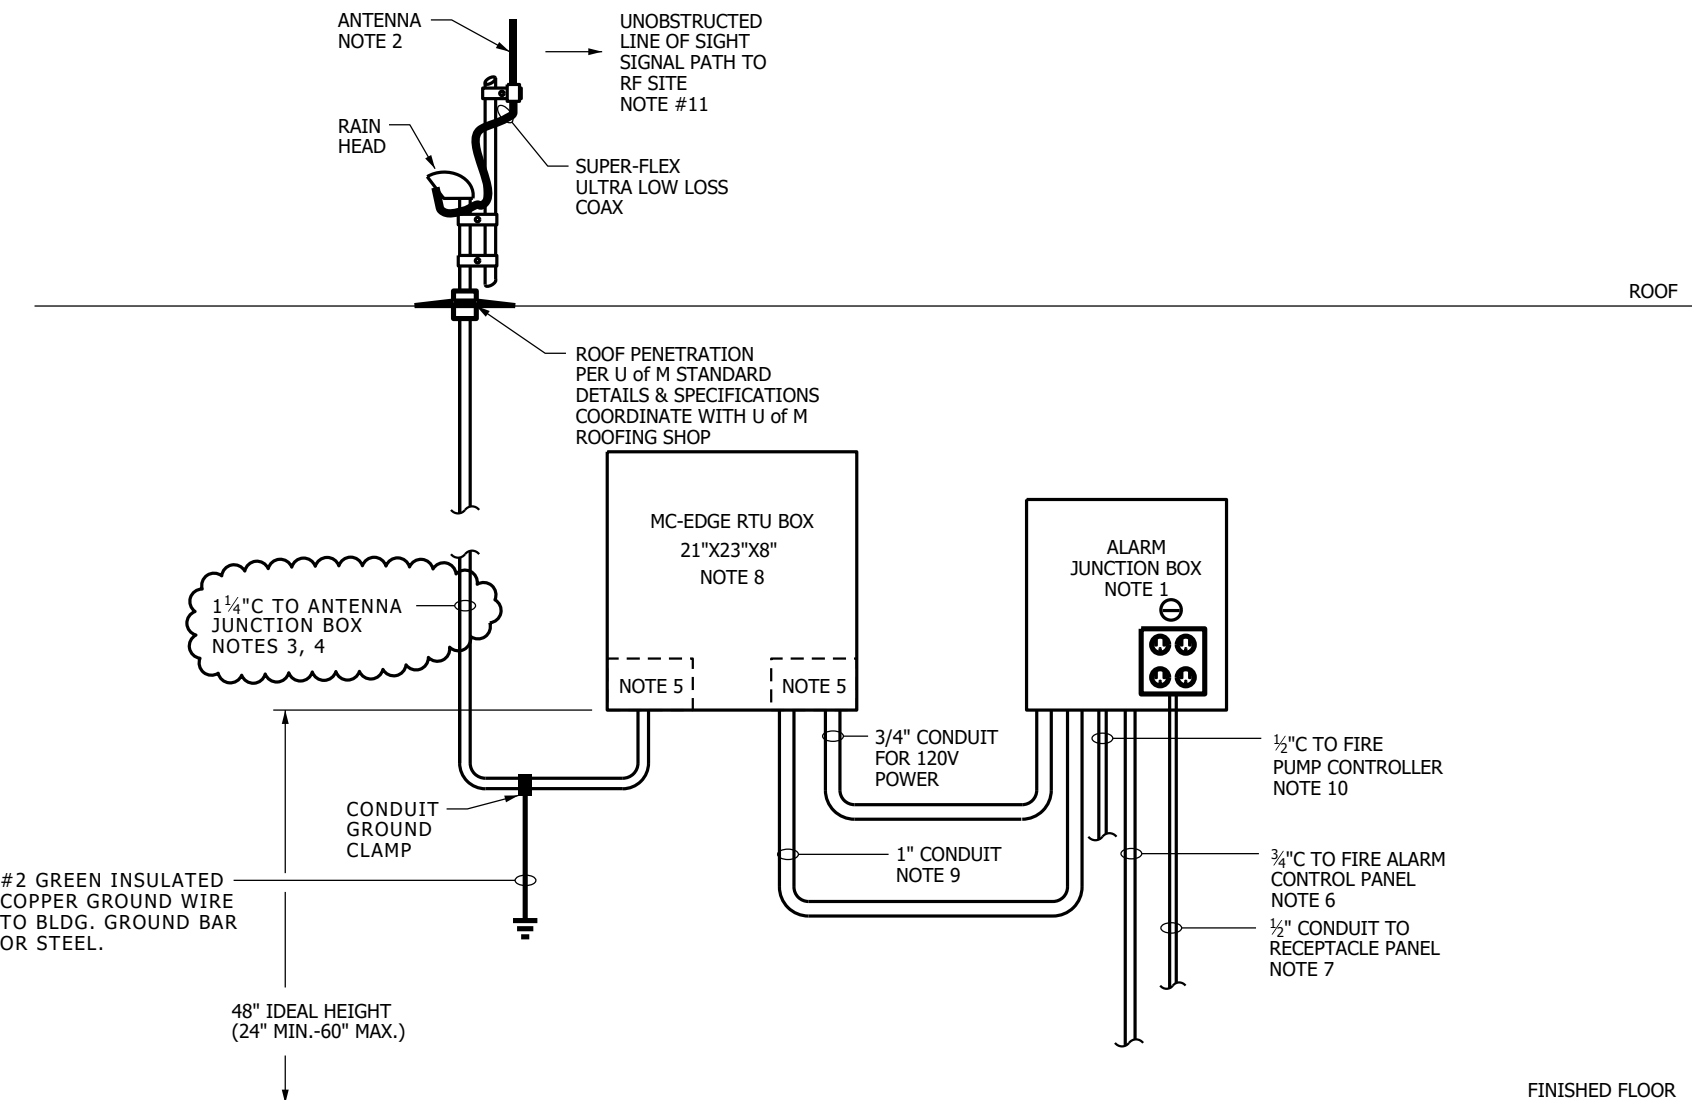 ANTENNA
NOTE 2
UNOBSTRUCTED
LINE OF SIGHT
SIGNAL PATH TO
RF SITE
NOTE #11
RAIN
HEAD
SUPER-FLEX
ULTRA LOW LOSS
COAX
ROOF
ROOF PENETRATION
PER U of M STANDARD
DETAILS & SPECIFICATIONS
COORDINATE WITH U of M
ROOFING SHOP
MC-EDGE RTU BOX
21"X23"X8"
NOTE 8
ALARM
JUNCTION BOX
NOTE 1
1¼"C TO ANTENNA
JUNCTION BOX
NOTES 3, 4
NOTE 5
NOTE 5
3/4" CONDUIT
FOR 120V
POWER
½"C TO FIRE
PUMP CONTROLLER
NOTE 10
CONDUIT
GROUND
CLAMP
1" CONDUIT
NOTE 9
¾"C TO FIRE ALARM
CONTROL PANEL
NOTE 6
#2 GREEN INSULATED
COPPER GROUND WIRE
TO BLDG. GROUND BAR
OR STEEL.
½" CONDUIT TO
RECEPTACLE PANEL
NOTE 7
48" IDEAL HEIGHT
(24" MIN.-60" MAX.)
FINISHED FLOOR